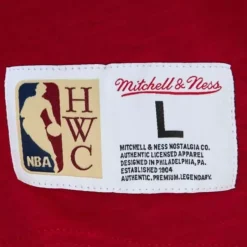 Mitchell & Ness
H
W
C
NBA
L
MITCHELL & NESS NOSTALGIA CO.
AUTHENTIC LICENSED APPAREL
DESIGNED IN PHILADELPHIA, PA
ESTABLISHED 1904
AUTHENTIC. PREMIUM. LEGENDARY.